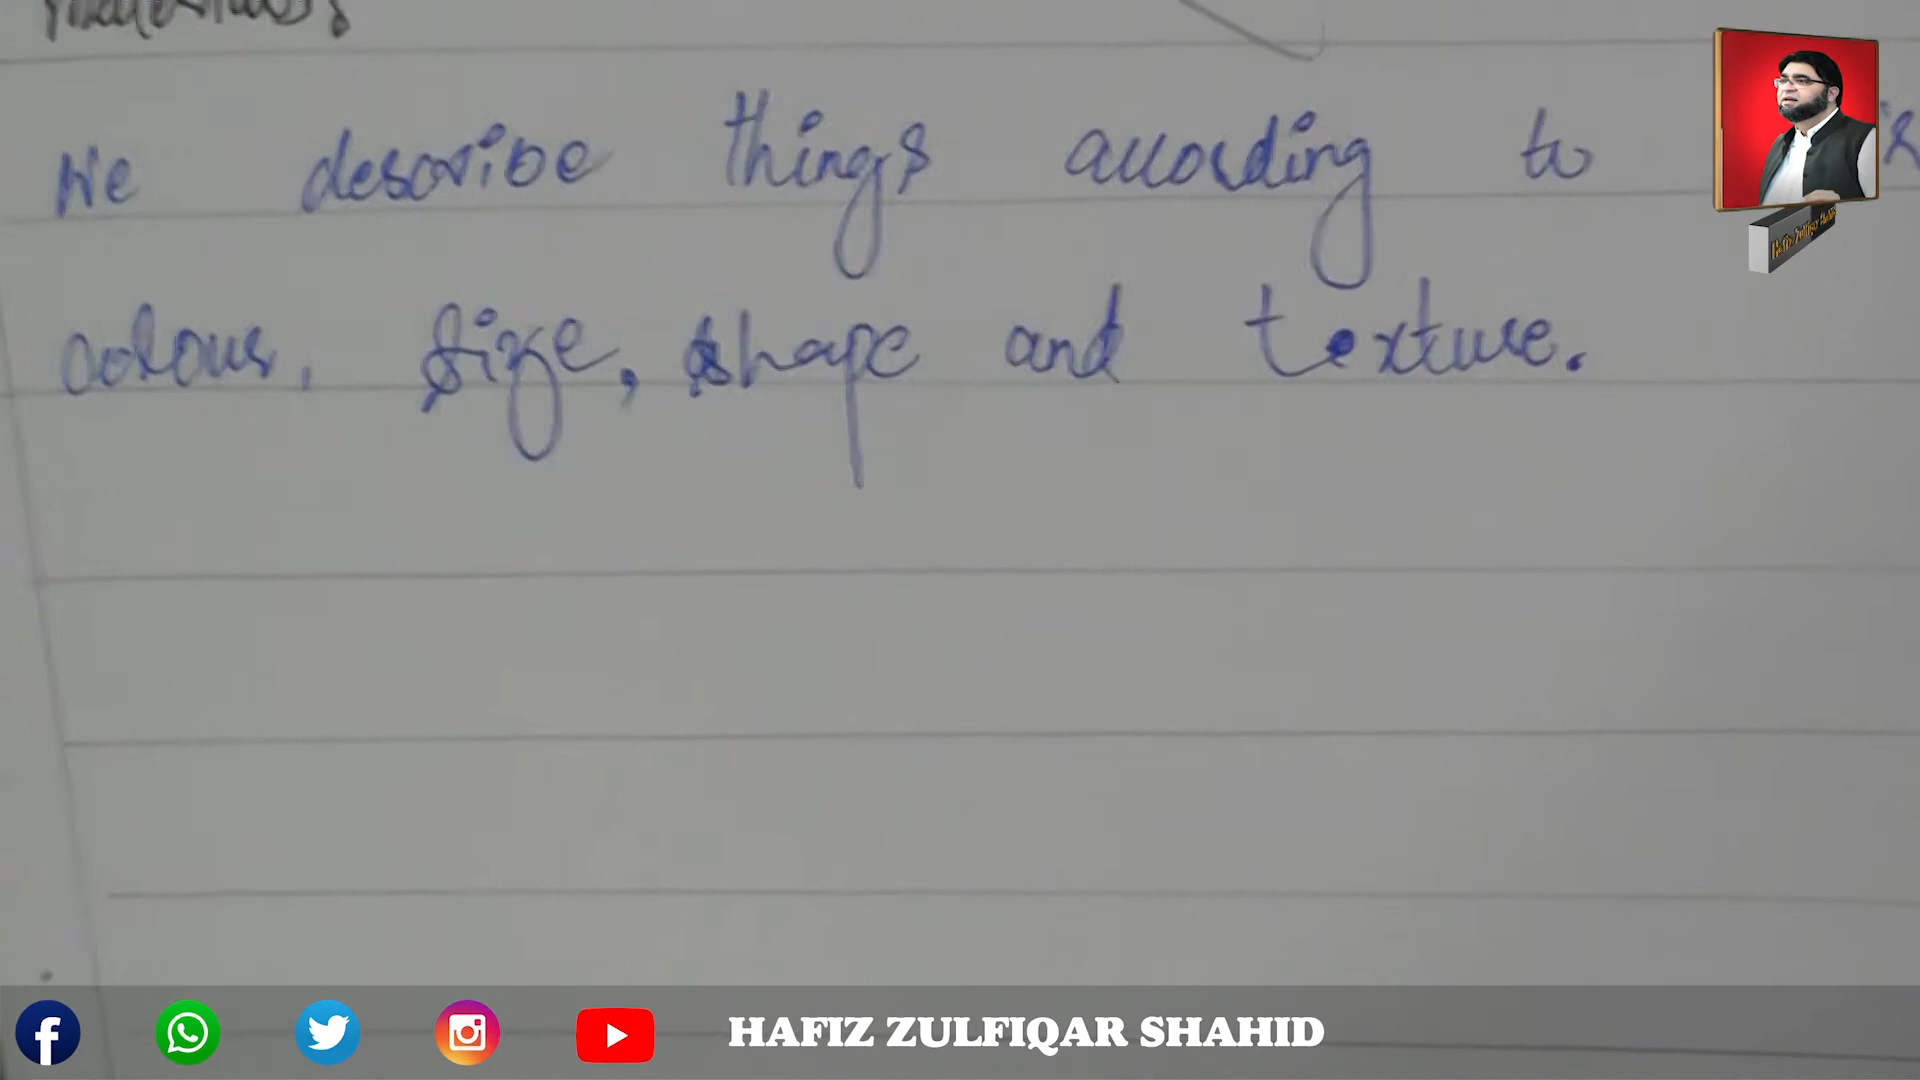 We describe things according to
colour, size, shape and texture.
HAFIZ ZULFIQAR SHAHID